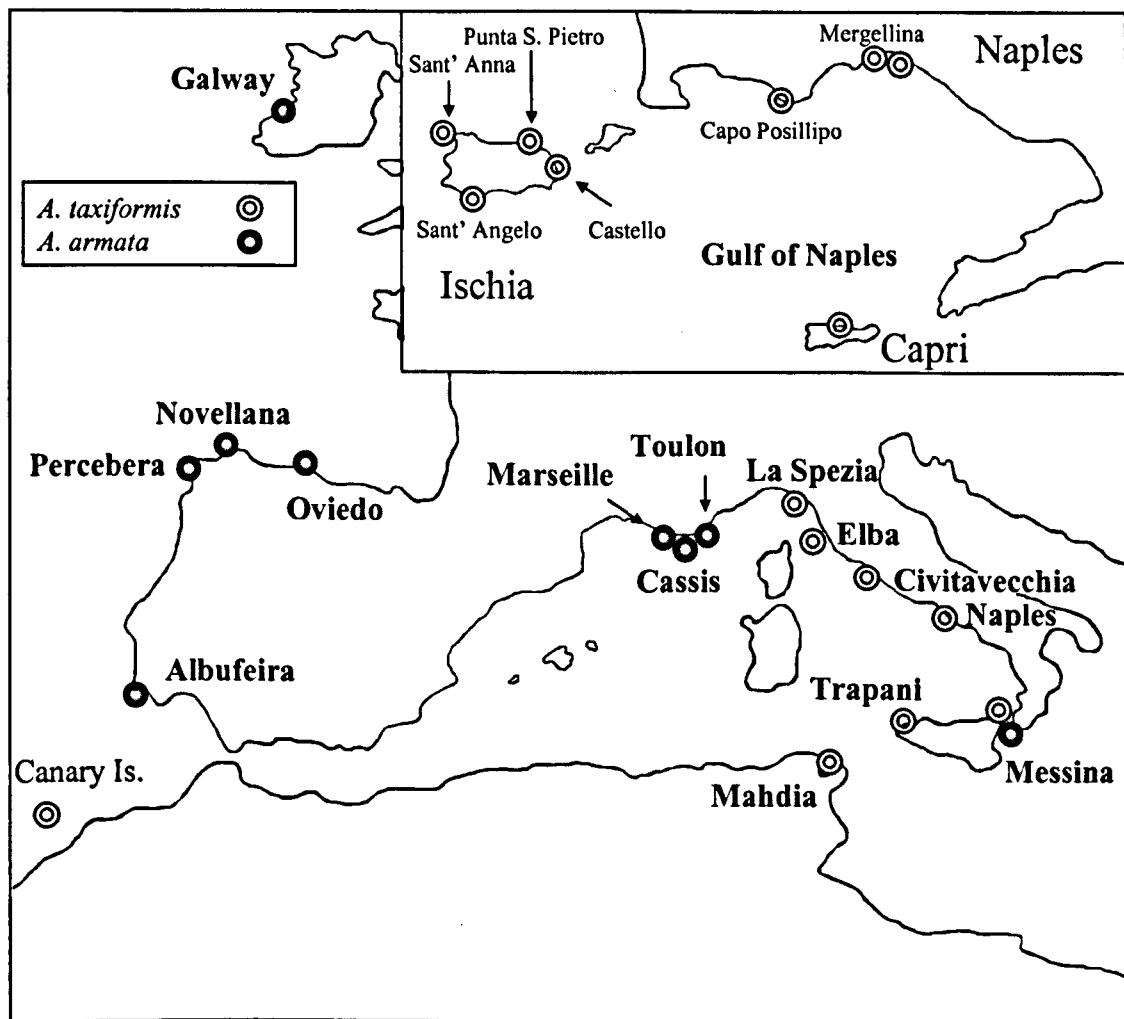 Punta S. Pietro
Mergellina
Naples
Sant' Anna
Galway
Capo Posillipo
A. taxiformis
A. armata
Sant' Angelo
Castello
Gulf of Naples
Ischia
Capri
Novellana
Percebera
Oviedo
Toulon
Marseille
La Spezia
Elba
Cassis
Civitavecchia
Naples
Albufeira
Trapani
Canary Is.
Mahdia
Messina